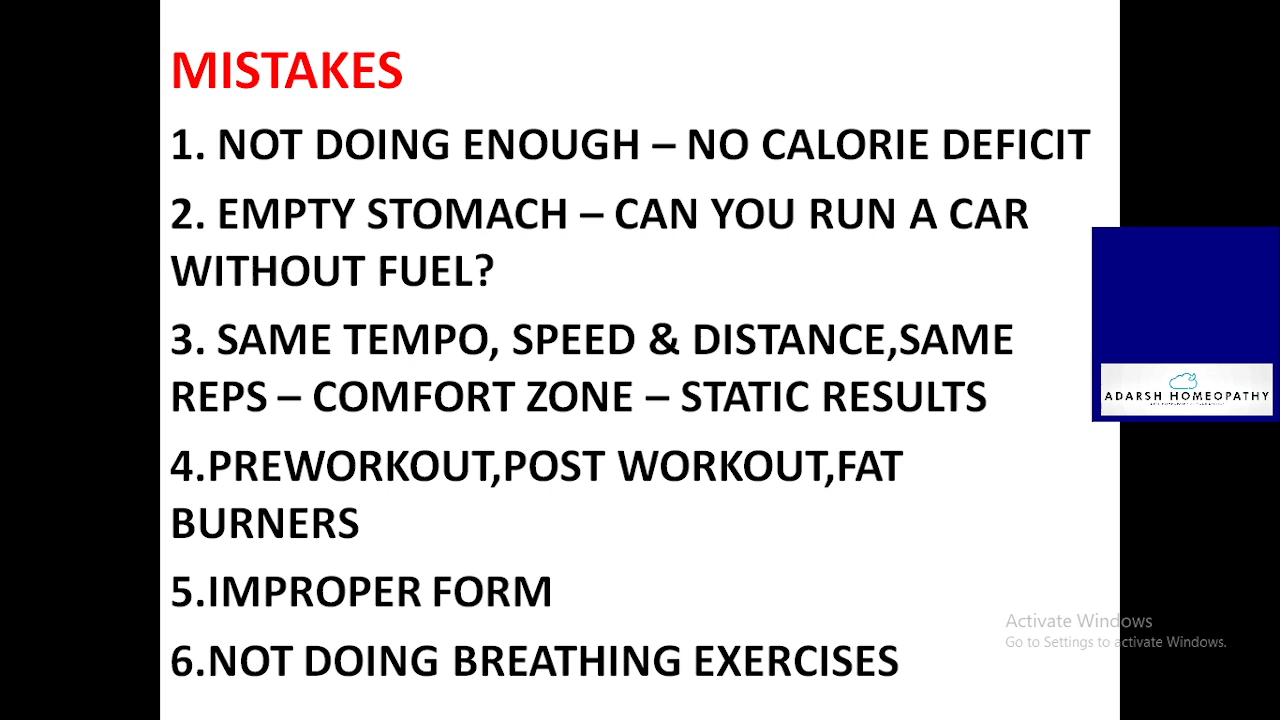 MISTAKES
1. NOT DOING ENOUGH – NO CALORIE DEFICIT
2. EMPTY STOMACH – CAN YOU RUN A CAR
WITHOUT FUEL?
3. SAME TEMPO, SPEED & DISTANCE,SAME
REPS – COMFORT ZONE – STATIC RESULTS
4.PREWORKOUT,POST WORKOUT,FAT
BURNERS
5.IMPROPER FORM
6.NOT DOING BREATHING EXERCISES
ADARSH HOMEOPATHY
Activate Windows
Go to Settings to activate Windows.